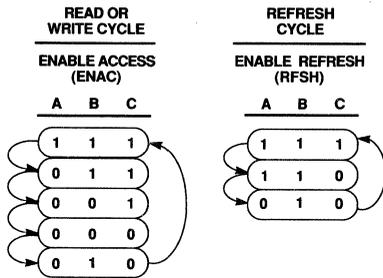 READ OR
WRITE CYCLE
ENABLE ACCESS
(ENAC)
A B C
1 1 1
0 1 1
0 0 1
0 0 0
0 1 0
REFRESH
CYCLE
ENABLE REFRESH
(RFSH)
A B C
1 1 1
1 1 0
0 1 0